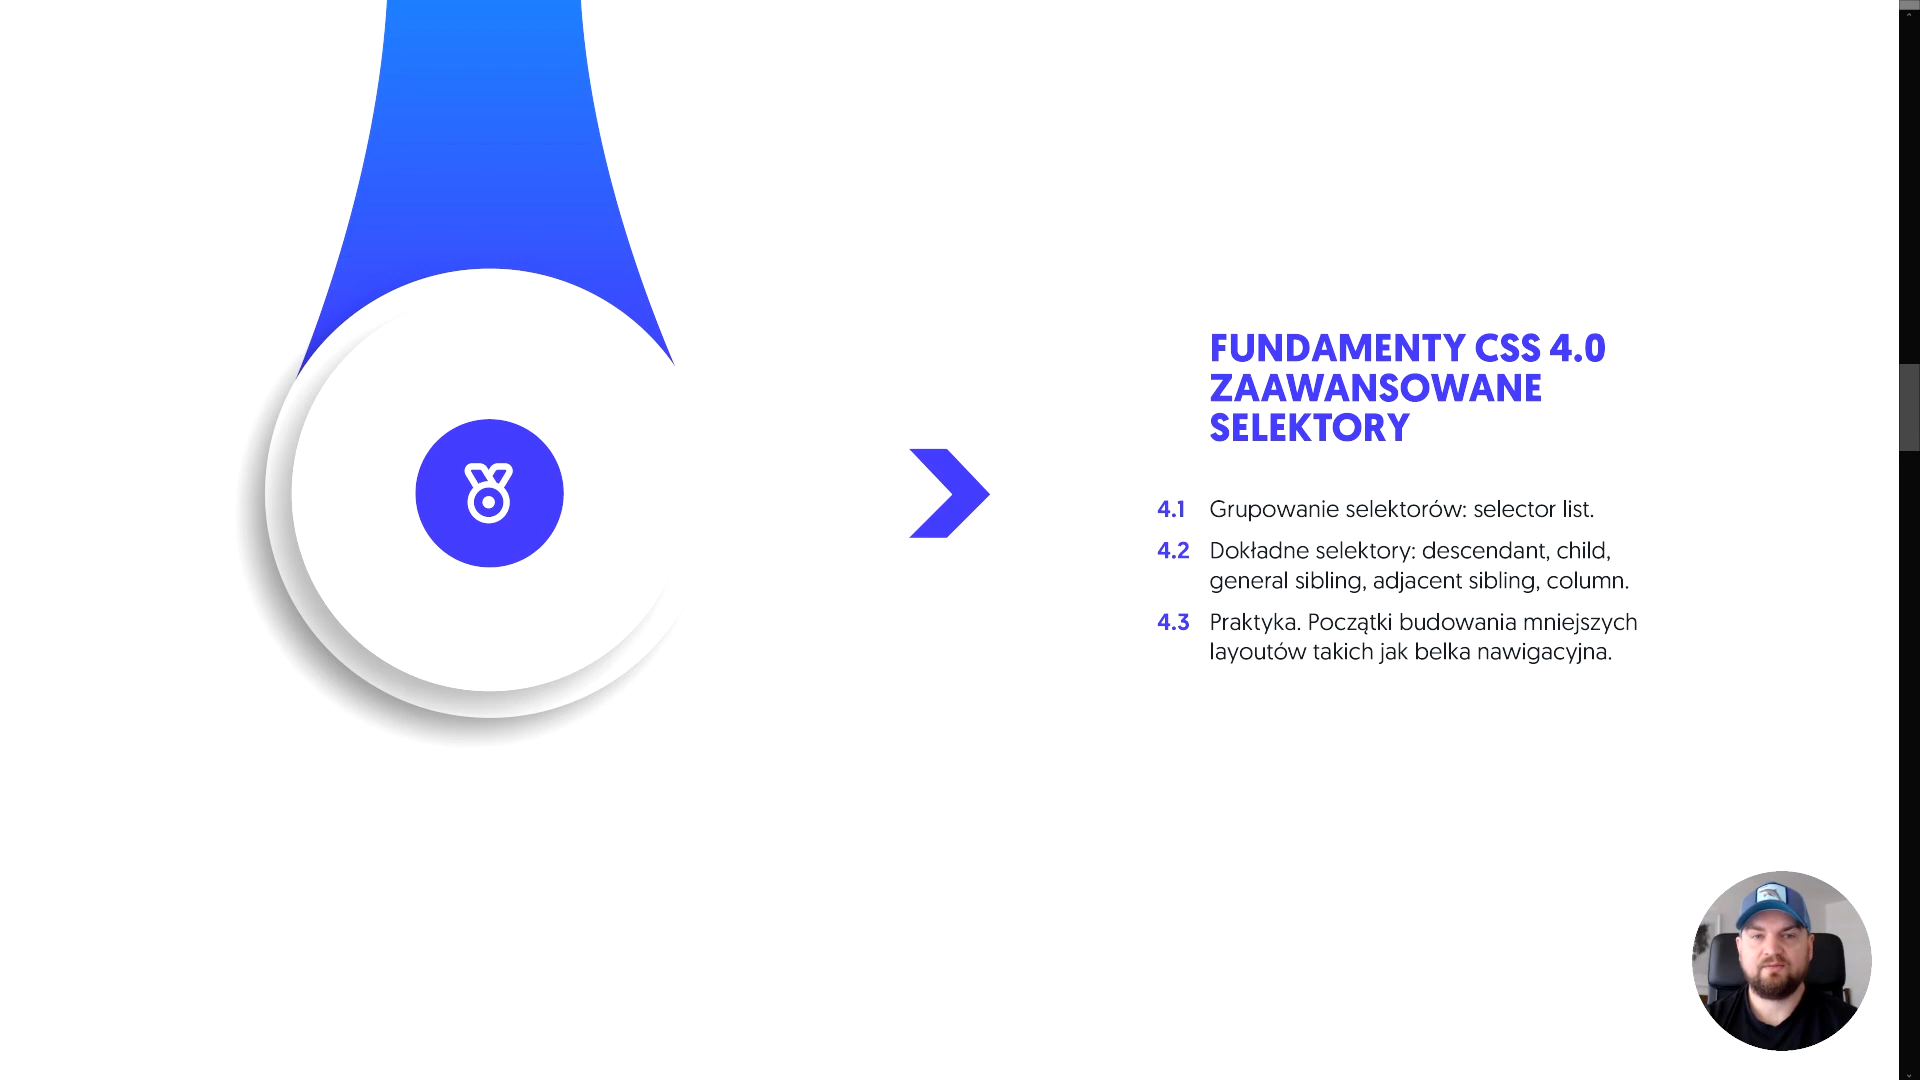 FUNDAMENTY CSS 4.0
ZAAWANSOWANE
SELEKTORY
4.1 Grupowanie selektorów: selector list.
4.2 Dokładne selektory: descendant, child,
general sibling, adjacent sibling, column.
4.3 Praktyka. Początki budowania mniejszych
layoutów takich jak belka nawigacyjna.